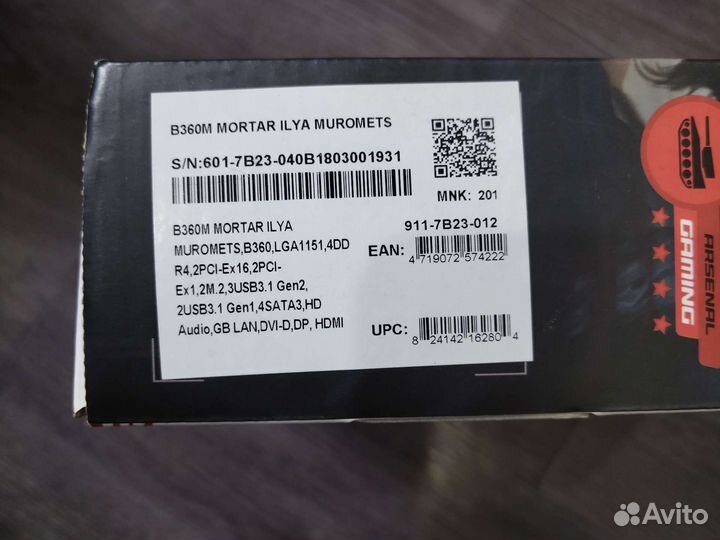 B360M MORTAR ILYA MUROMETS
S/N:601-7B23-040B1803001931
MNK: 201
B360M MORTAR ILYA
MUROMETS,B360,LGA1151,4DD
R4,2PCI-Ex16,2PCI-
Ex1,2M.2,3USB3.1 Gen2,
2USB3.1 Gen1,4SATA3,HD
Audio,GB LAN,DVI-D,DP, HDMI
911-7B23-012
EAN:
4 719072 574222
UPC:
8 24142 16280 4
ARSENAL
GAMING
Avito